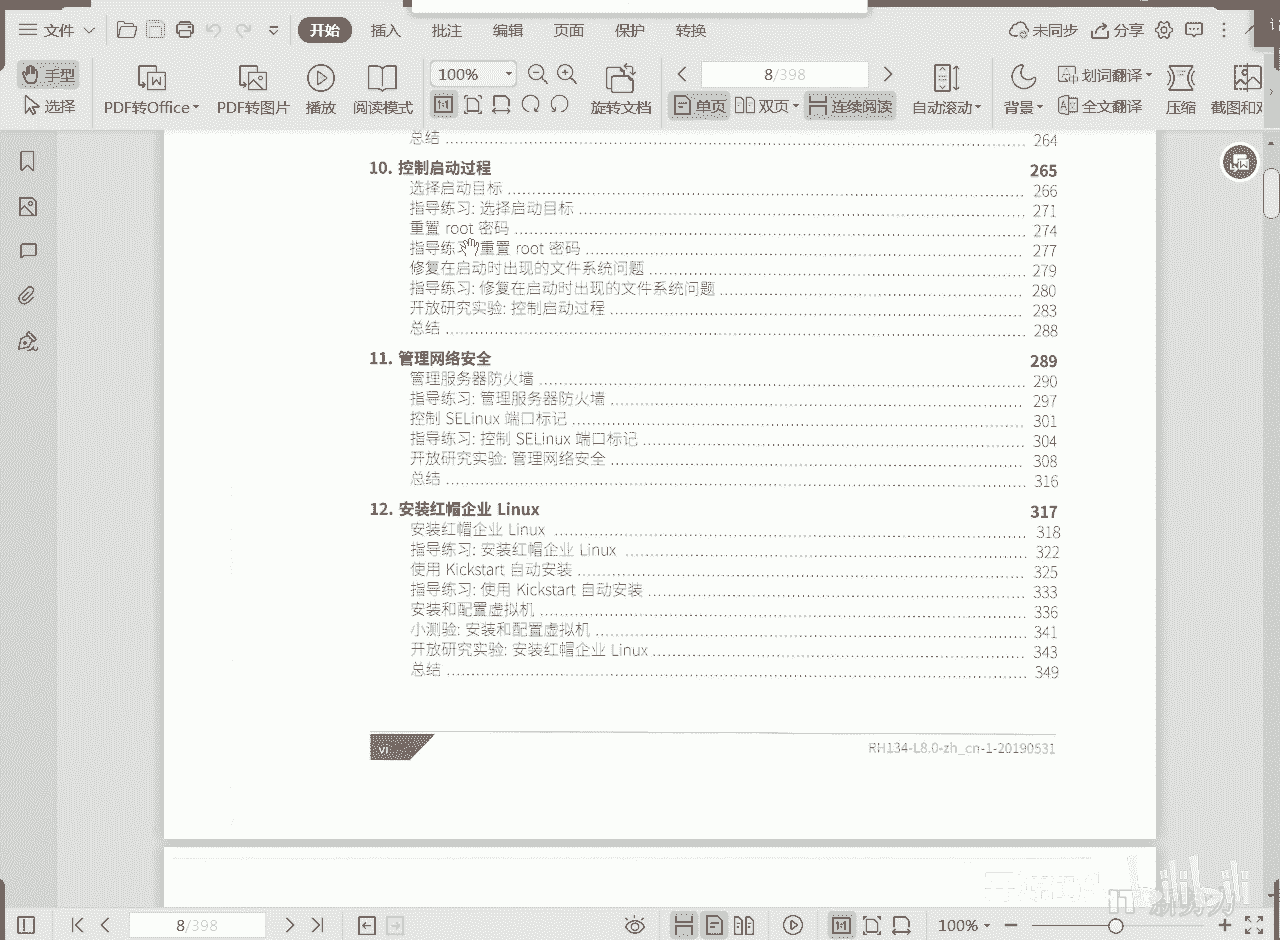 文件 开始 插入 批注 编辑 页面 保护 转换 未同步 分享
手型 选择 PDF转Office PDF转图片 播放 阅读模式 100% 旋转文档 8/398 单页 双页 连续阅读 自动滚动 背景 划词翻译 全文翻译 压缩
总结 264
10. 控制启动过程 265
选择启动目标 266
指导练习: 选择启动目标 271
重置 root 密码 274
指导练习 重置 root 密码 277
修复在启动时出现的文件系统问题 279
指导练习: 修复在启动时出现的文件系统问题 280
开放研究实验: 控制启动过程 283
总结 288
11. 管理网络安全 289
管理服务器防火墙 290
指导练习: 管理服务器防火墙 297
控制 SELinux 端口标记 301
指导练习: 控制 SELinux 端口标记 304
开放研究实验: 管理网络安全 308
总结 316
12. 安装红帽企业 Linux 317
安装红帽企业 Linux 318
指导练习: 安装红帽企业 Linux 322
使用 Kickstart 自动安装 325
指导练习: 使用 Kickstart 自动安装 333
安装和配置虚拟机 336
小测验: 安装和配置虚拟机 341
开放研究实验: 安装红帽企业 Linux 343
总结 349
vi RH134-L8.0-zh_cn-1-20190531
bilibili
8/398 100%